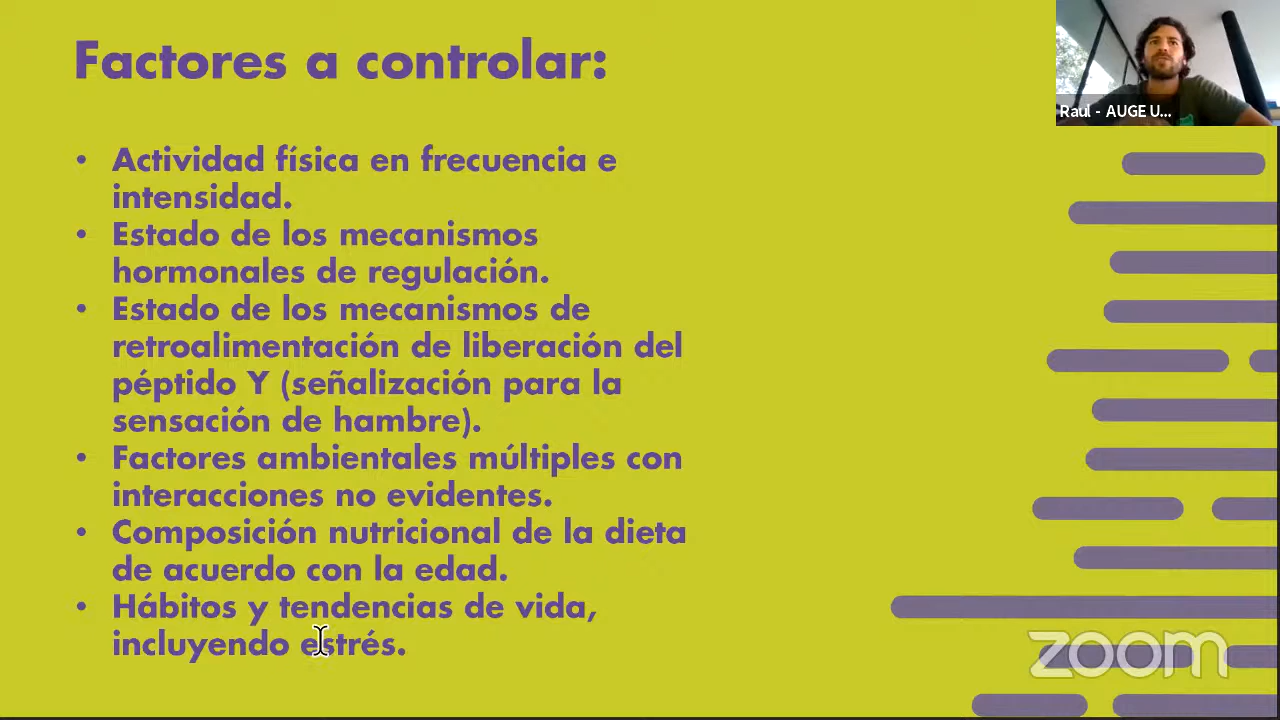 Factores a controlar:
Raul - AUGE U...
• Actividad física en frecuencia e
intensidad.
• Estado de los mecanismos
hormonales de regulación.
• Estado de los mecanismos de
retroalimentación de liberación del
péptido Y (señalización para la
sensación de hambre).
• Factores ambientales múltiples con
interacciones no evidentes.
• Composición nutricional de la dieta
de acuerdo con la edad.
• Hábitos y tendencias de vida,
incluyendo estrés.
zoom